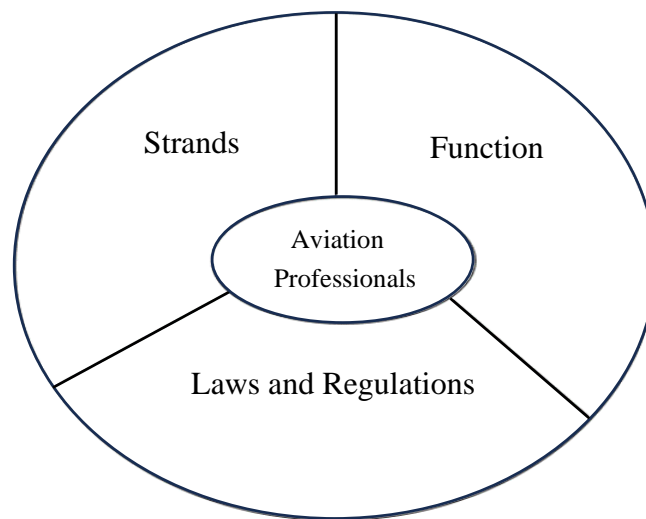 Strands
Function
Aviation
Professionals
Laws and Regulations